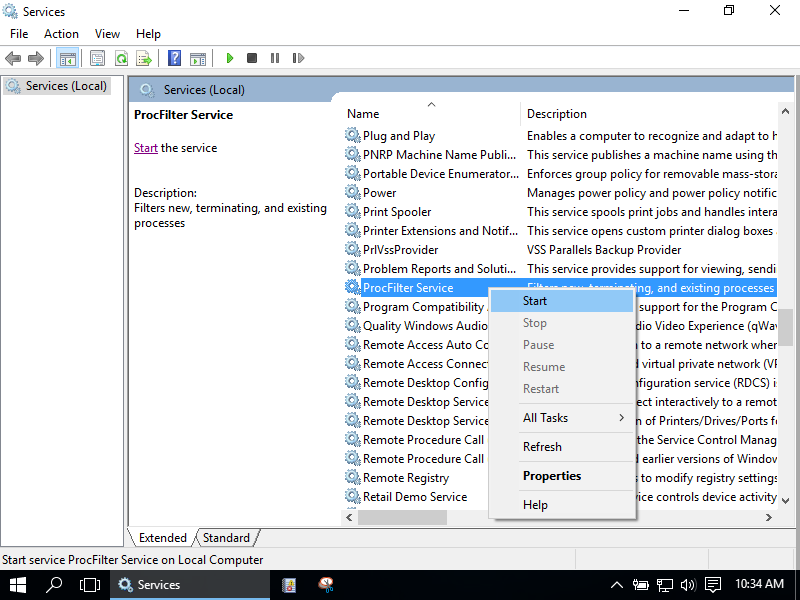 Services
File Action View Help
Services (Local)
Services (Local)
ProcFilter Service
Start the service
Description:
Filters new, terminating, and existing
processes
Name Description
Plug and Play Enables a computer to recognize and adapt to h
PNRP Machine Name Publi... This service publishes a machine name using th
Portable Device Enumerator... Enforces group policy for removable mass-stora
Power Manages power policy and power policy notific
Print Spooler This service spools print jobs and handles intera
Printer Extensions and Notif... This service opens custom printer dialog boxes
PrlVssProvider VSS Parallels Backup Provider
Problem Reports and Soluti... This service provides support for viewing, sendi
ProcFilter Service Filters new, terminating, and existing processes
Program Compatibility support for the Program C
Quality Windows Audio dio Video Experience (qWav
Remote Access Auto Co to a remote network when
Remote Access Connec virtual private network (VP
Remote Desktop Config figuration service (RDCS) i
Remote Desktop Service ect interactively to a remot
Remote Desktop Service n of Printers/Drives/Ports fo
Remote Procedure Call the Service Control Manag
Remote Procedure Call d earlier versions of Window
Remote Registry to modify registry settings
Retail Demo Service ice controls device activity
Start
Stop
Pause
Resume
Restart
All Tasks
Refresh
Properties
Help
Extended Standard
Start service ProcFilter Service on Local Computer
Services
10:34 AM